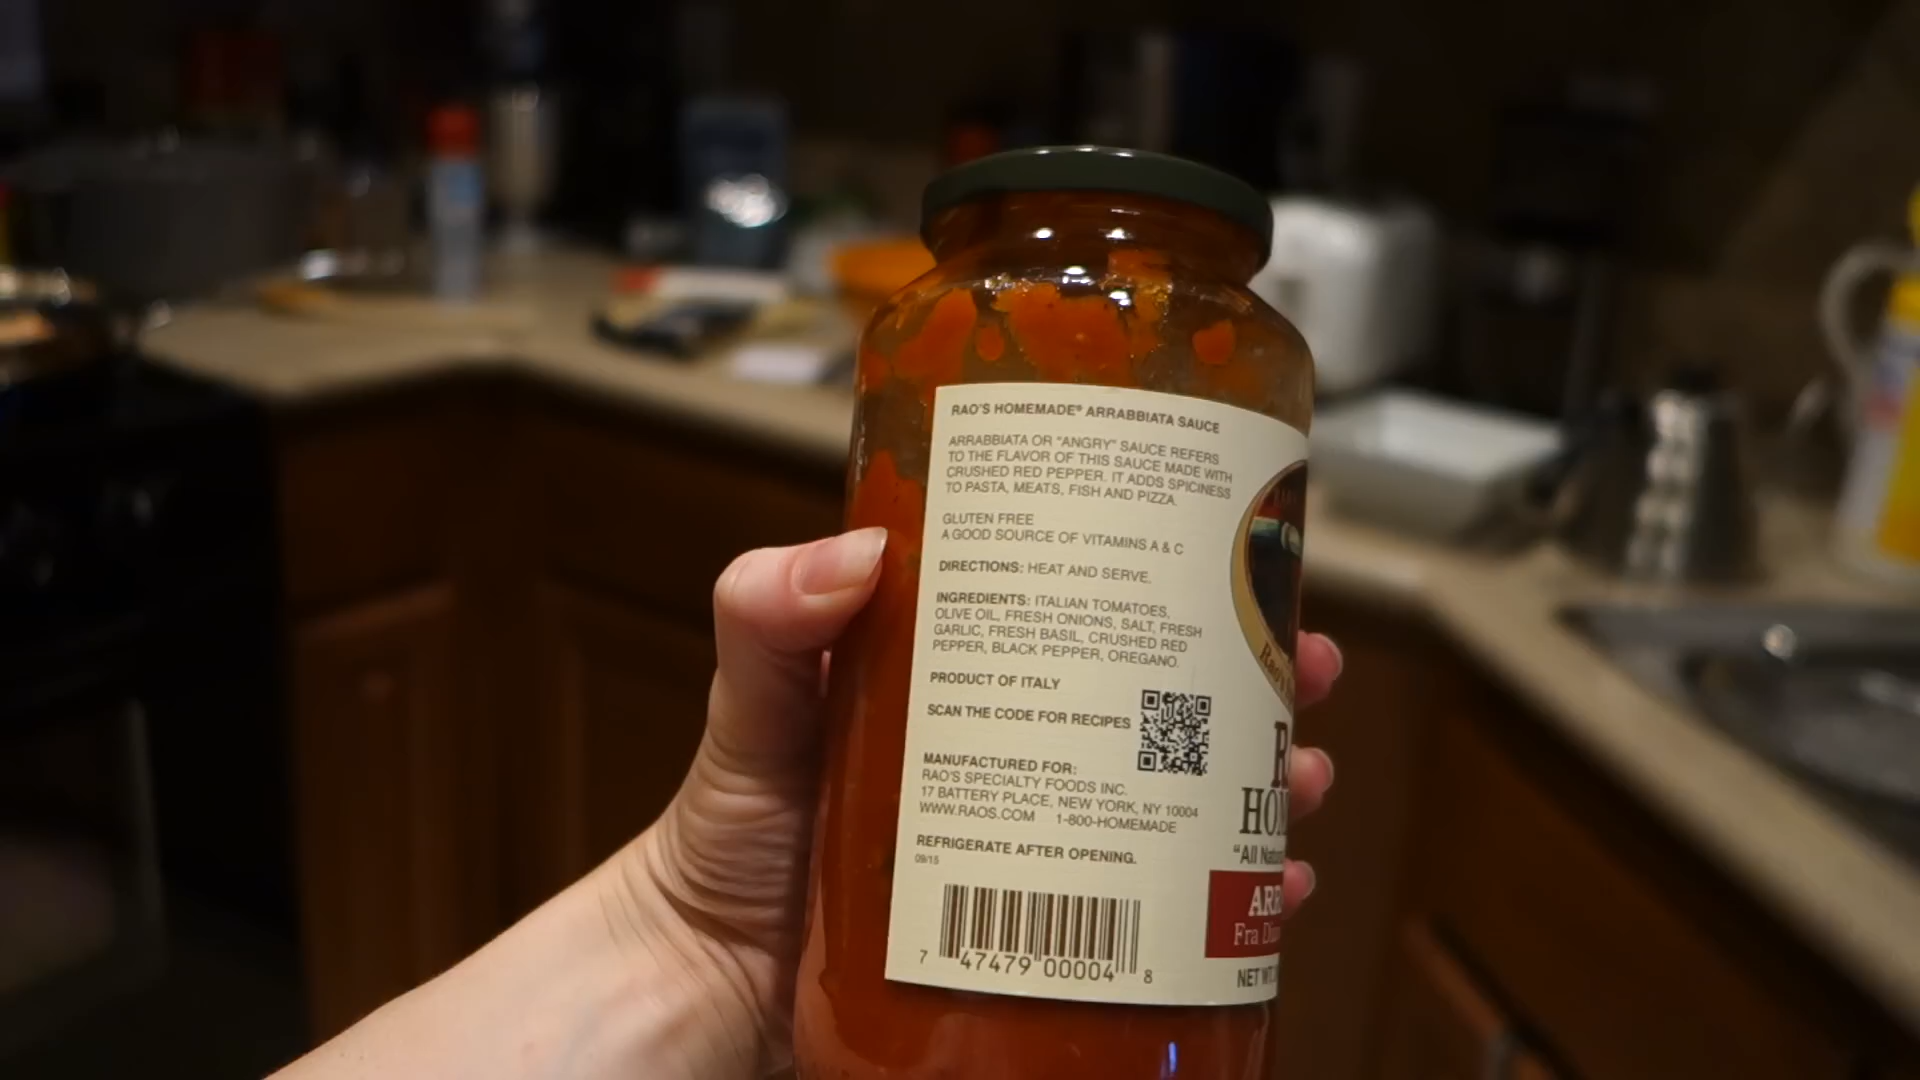 RAO'S HOMEMADE® ARRABBIATA SAUCE
ARRABBIATA OR "ANGRY" SAUCE REFERS
TO THE FLAVOR OF THIS SAUCE MADE WITH
CRUSHED RED PEPPER. IT ADDS SPICINESS
TO PASTA, MEATS, FISH AND PIZZA.
GLUTEN FREE
A GOOD SOURCE OF VITAMINS A & C
DIRECTIONS: HEAT AND SERVE.
INGREDIENTS: ITALIAN TOMATOES,
OLIVE OIL, FRESH ONIONS, SALT, FRESH
GARLIC, FRESH BASIL, CRUSHED RED
PEPPER, BLACK PEPPER, OREGANO.
PRODUCT OF ITALY
SCAN THE CODE FOR RECIPES
MANUFACTURED FOR:
RAO'S SPECIALTY FOODS INC.
17 BATTERY PLACE, NEW YORK, NY 10004
WWW.RAOS.COM 1-800-HOMEMADE
REFRIGERATE AFTER OPENING.
09/15
7 47479 00004 8
Rao's
HOM
"All Natu
ARR
Fra Di
NET WT.